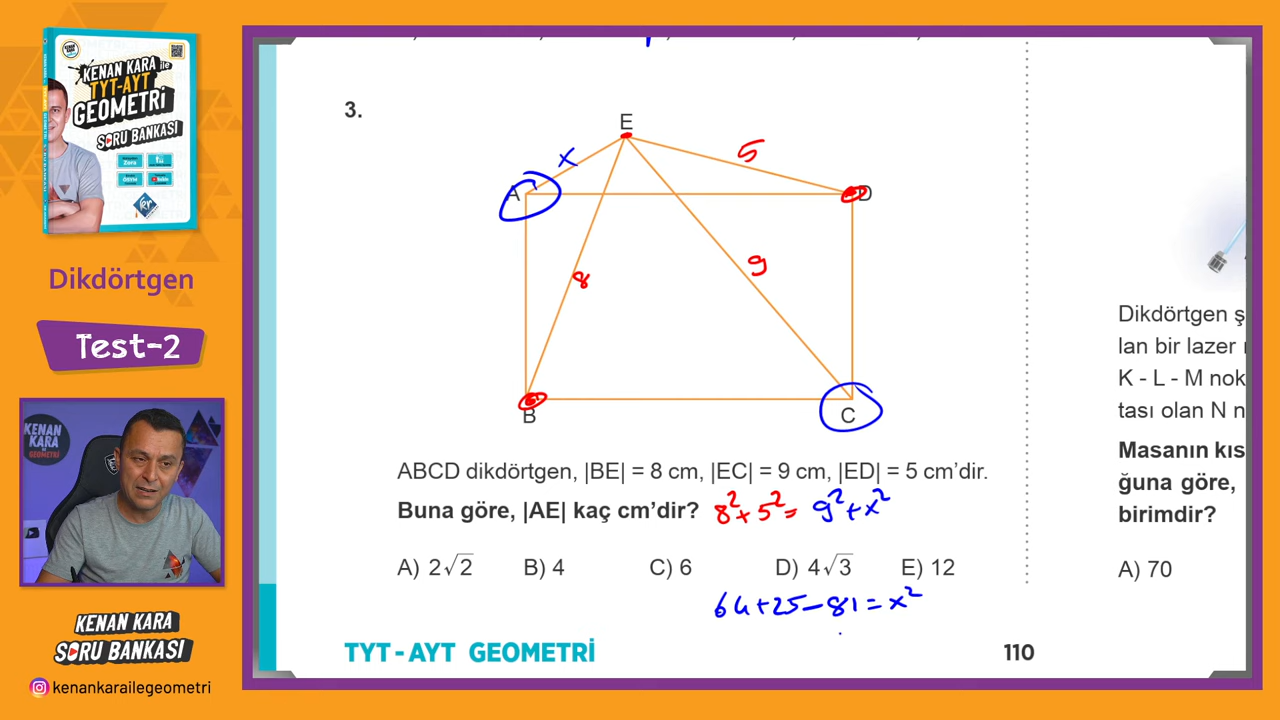 KENAN KARA ile
TYT-AYT
GEOMETRİ
SORU BANKASI
Dikdörtgen
Test-2
KENAN
KARA
GEOMETRİ
KENAN KARA
SORU BANKASI
kenankarailegeometri
3.
E
x
5
A
D
8
9
B
C
ABCD dikdörtgen, |BE| = 8 cm, |EC| = 9 cm, |ED| = 5 cm’dir.
Buna göre, |AE| kaç cm’dir? 8² + 5² = 9² + x²
A) 2√2 B) 4 C) 6 D) 4√3 E) 12
64+25-81=x²
TYT - AYT GEOMETRİ
110
Dikdörtgen ş
lan bir lazer
K - L - M nok
tası olan N n
Masanın kıs
ğuna göre,
birimdir?
A) 70